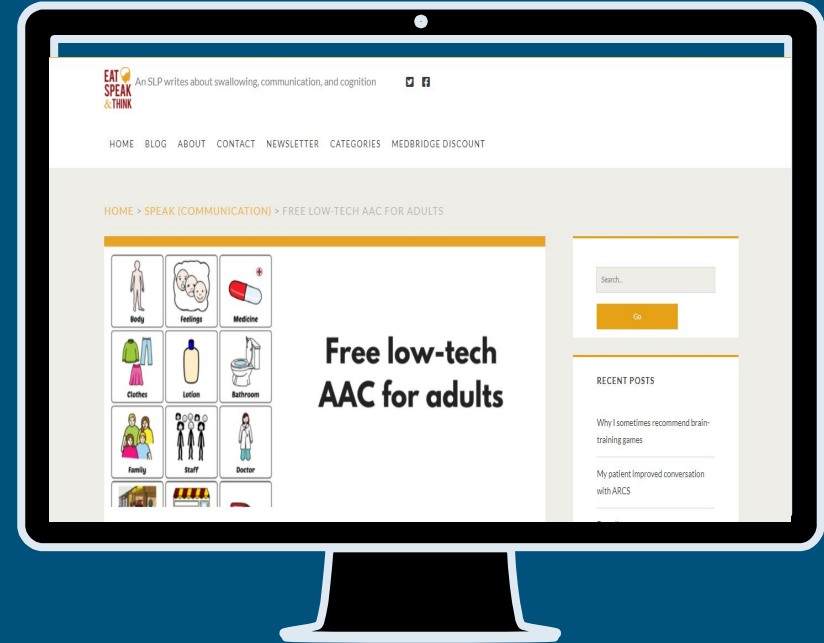 EAT
SPEAK
& THINK
An SLP writes about swallowing, communication, and cognition
HOME BLOG ABOUT CONTACT NEWSLETTER CATEGORIES MEDBRIDGE DISCOUNT
HOME > SPEAK (COMMUNICATION) > FREE LOW-TECH AAC FOR ADULTS
Body Feelings Medicine
Clothes Lotion Bathroom
Family Staff Doctor
Free low-tech
AAC for adults
Search..
Go
RECENT POSTS
Why I sometimes recommend brain-
training games
My patient improved conversation
with ARCS